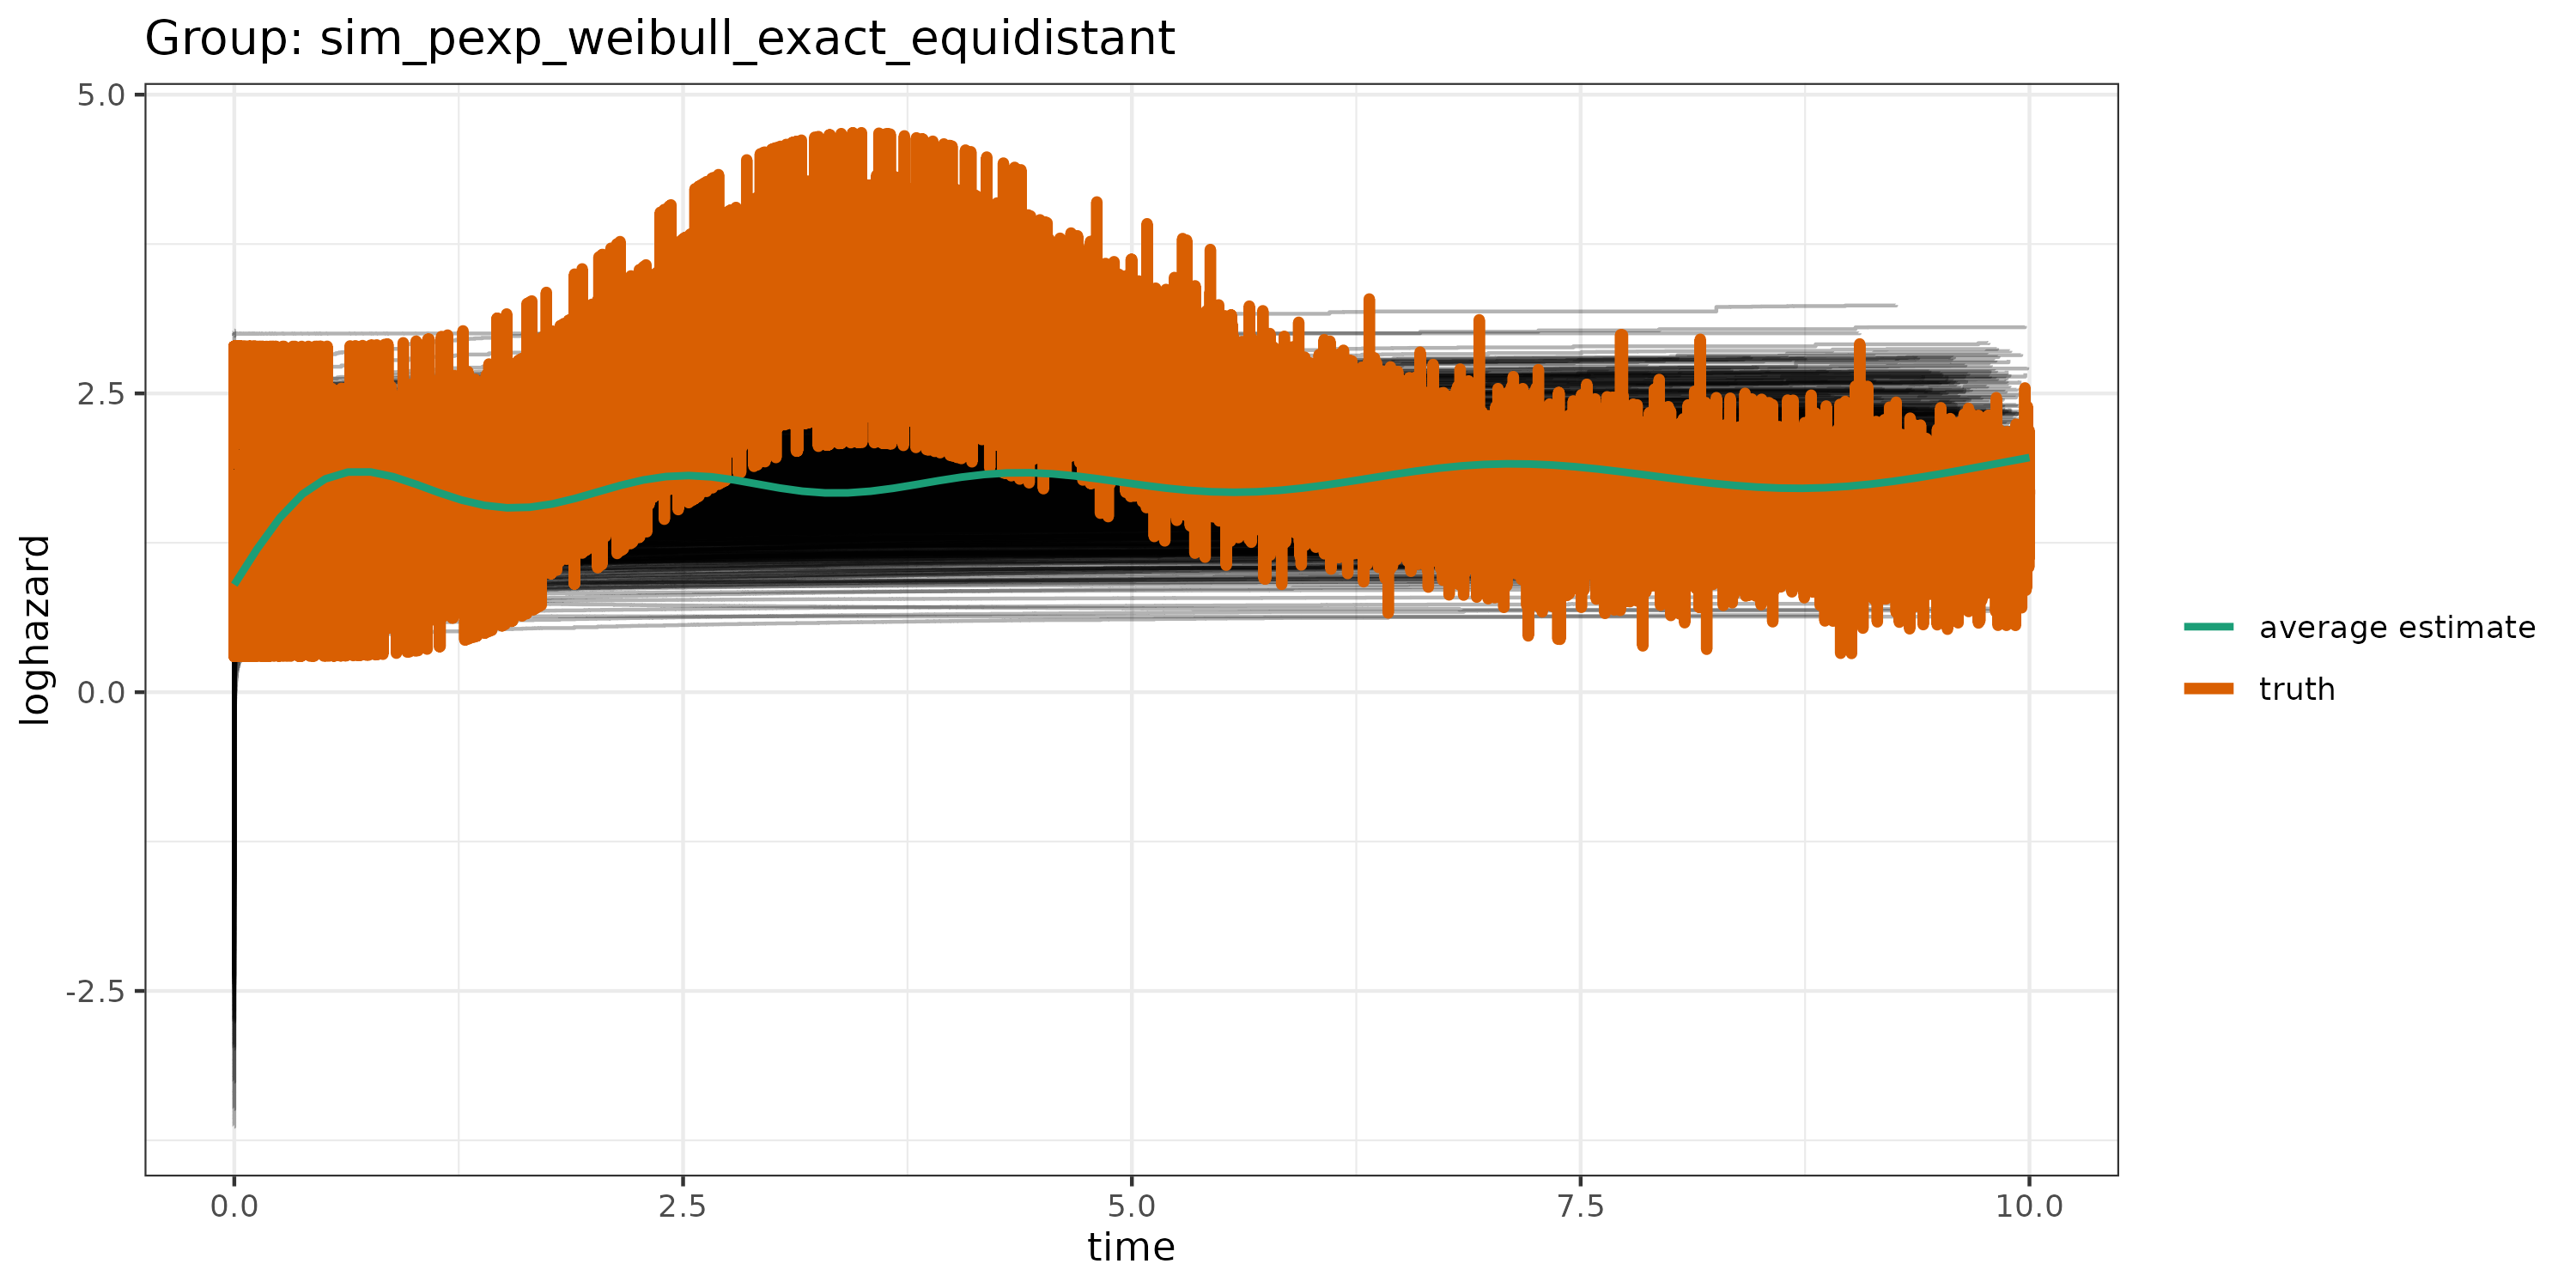 Group: sim_pexp_weibull_exact_equidistant
5.0
2.5
0.0
-2.5
loghazard
0.0 2.5 5.0 7.5 10.0
time
average estimate
truth